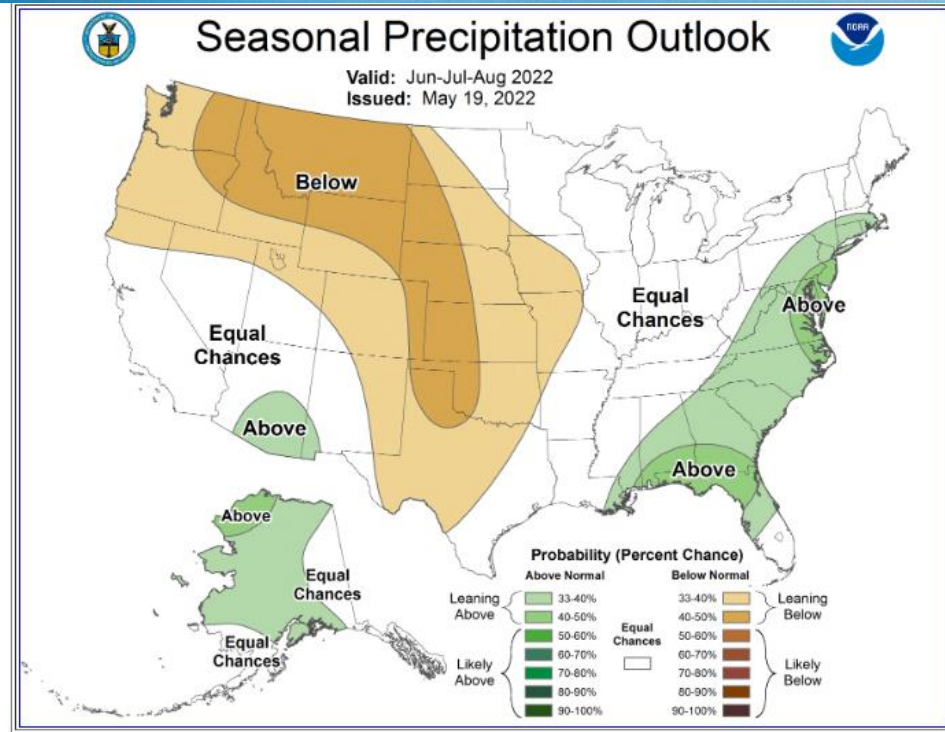 Seasonal Precipitation Outlook
NOAA
Valid: Jun-Jul-Aug 2022
Issued: May 19, 2022
Below
Equal
Chances
Equal
Chances
Above
Above
Above
Above
Equal
Chances
Equal
Chances
Probability (Percent Chance)
Above Normal
Below Normal
Leaning
Above
33-40%
40-50%
Likely
Above
50-60%
60-70%
70-80%
80-90%
90-100%
Equal
Chances
33-40%
40-50%
Leaning
Below
50-60%
60-70%
70-80%
80-90%
90-100%
Likely
Below